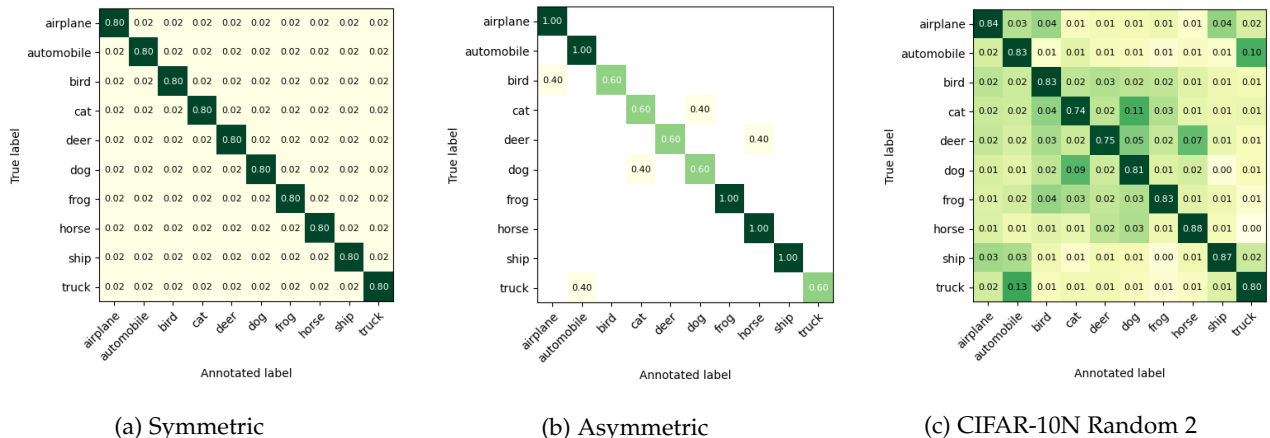 airplane 0.80 0.02 0.02 0.02 0.02 0.02 0.02 0.02 0.02 0.02
automobile 0.02 0.80 0.02 0.02 0.02 0.02 0.02 0.02 0.02 0.02
bird 0.02 0.02 0.80 0.02 0.02 0.02 0.02 0.02 0.02 0.02
cat 0.02 0.02 0.02 0.80 0.02 0.02 0.02 0.02 0.02 0.02
deer 0.02 0.02 0.02 0.02 0.80 0.02 0.02 0.02 0.02 0.02
dog 0.02 0.02 0.02 0.02 0.02 0.80 0.02 0.02 0.02 0.02
frog 0.02 0.02 0.02 0.02 0.02 0.02 0.80 0.02 0.02 0.02
horse 0.02 0.02 0.02 0.02 0.02 0.02 0.02 0.80 0.02 0.02
ship 0.02 0.02 0.02 0.02 0.02 0.02 0.02 0.02 0.80 0.02
truck 0.02 0.02 0.02 0.02 0.02 0.02 0.02 0.02 0.02 0.80
True label
airplane automobile bird cat deer dog frog horse ship truck
Annotated label
(a) Symmetric
airplane 1.00
automobile 1.00
bird 0.40 0.60
cat 0.60 0.40
deer 0.60 0.40
dog 0.40 0.60
frog 1.00
horse 1.00
ship 1.00
truck 0.40 0.60
True label
airplane automobile bird cat deer dog frog horse ship truck
Annotated label
(b) Asymmetric
airplane 0.84 0.03 0.04 0.01 0.01 0.01 0.01 0.01 0.04 0.02
automobile 0.02 0.83 0.01 0.01 0.01 0.01 0.01 0.01 0.01 0.10
bird 0.02 0.02 0.83 0.02 0.03 0.02 0.02 0.01 0.01 0.01
cat 0.02 0.02 0.04 0.74 0.02 0.11 0.03 0.01 0.01 0.01
deer 0.02 0.01 0.03 0.02 0.75 0.05 0.02 0.07 0.01 0.02
dog 0.01 0.01 0.02 0.09 0.02 0.81 0.01 0.02 0.00 0.01
frog 0.01 0.02 0.04 0.03 0.02 0.03 0.83 0.01 0.01 0.01
horse 0.01 0.01 0.01 0.01 0.02 0.03 0.01 0.88 0.01 0.00
ship 0.03 0.03 0.01 0.01 0.01 0.01 0.00 0.01 0.87 0.02
truck 0.02 0.13 0.01 0.01 0.01 0.01 0.01 0.01 0.01 0.80
True label
airplane automobile bird cat deer dog frog horse ship truck
Annotated label
(c) CIFAR-10N Random 2